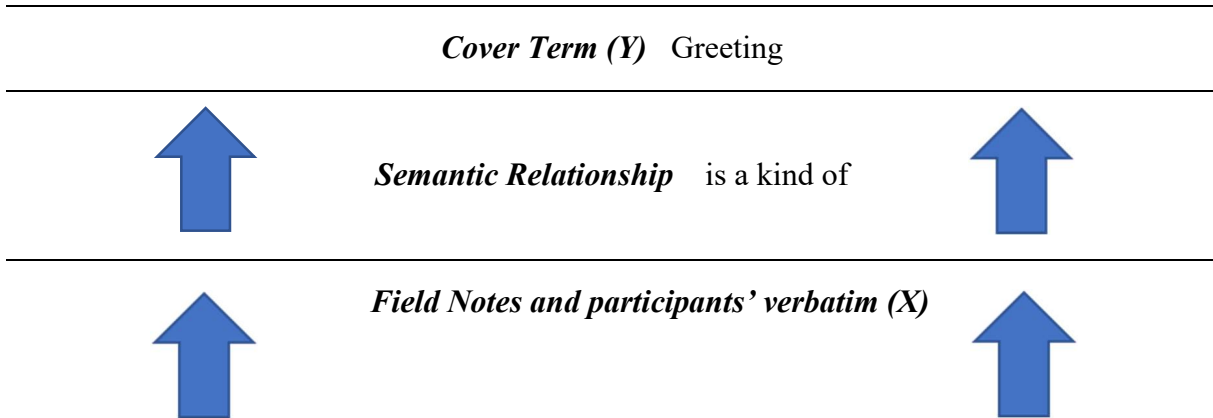 Cover Term (Y) Greeting
Semantic Relationship is a kind of
Field Notes and participants’ verbatim (X)